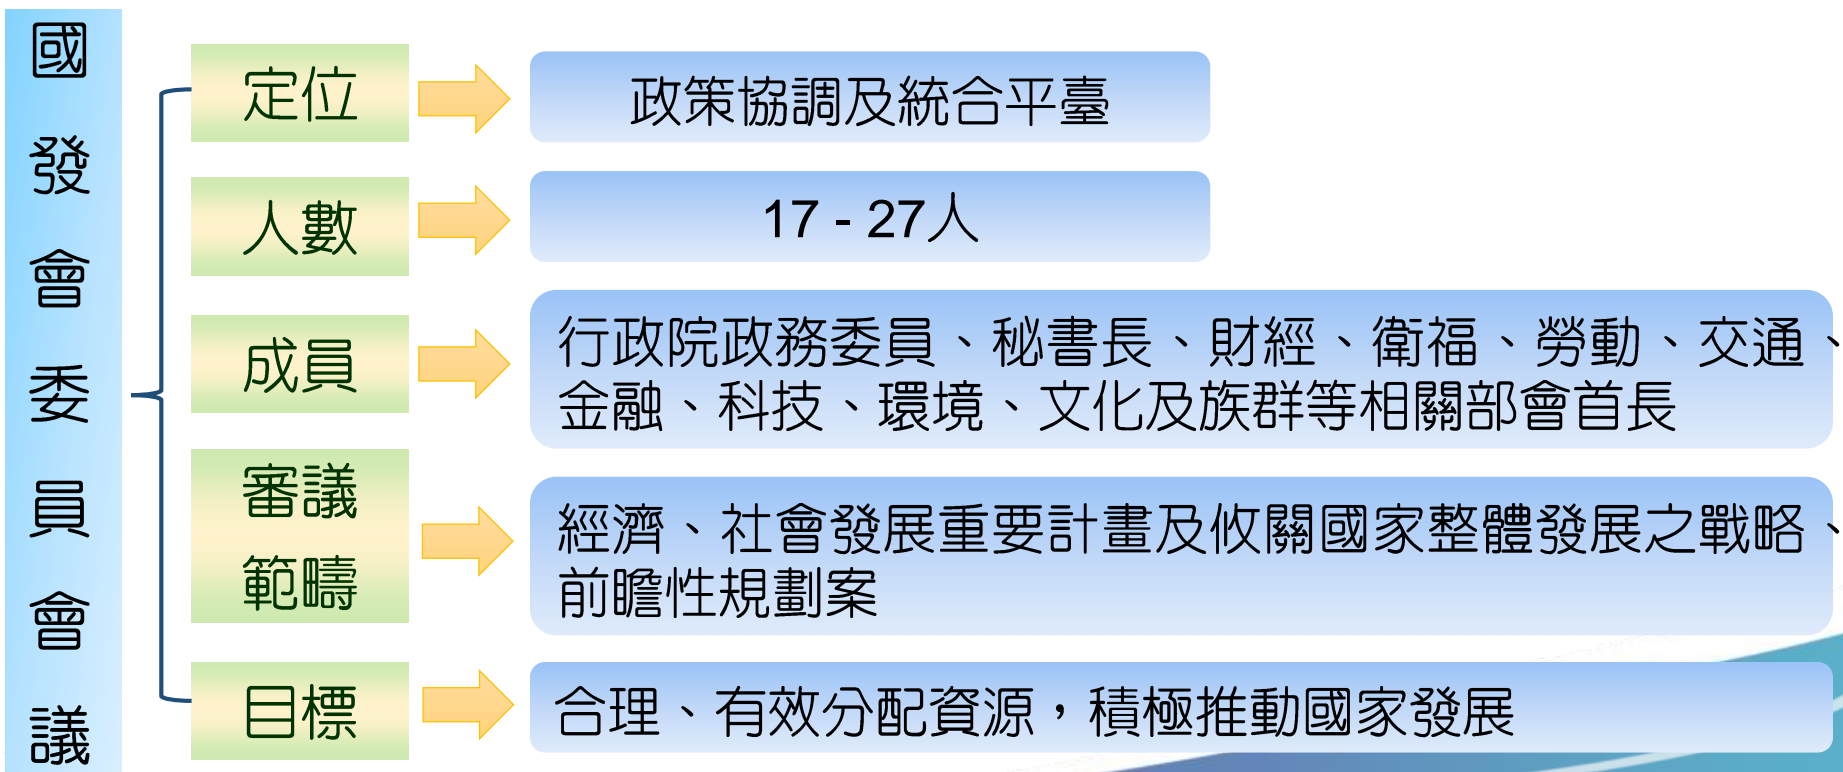 國發會委員會議
定位
政策協調及統合平臺
人數
17 - 27人
成員
行政院政務委員、秘書長、財經、衛福、勞動、交通、
金融、科技、環境、文化及族群等相關部會首長
審議
範疇
經濟、社會發展重要計畫及攸關國家整體發展之戰略、
前瞻性規劃案
目標
合理、有效分配資源，積極推動國家發展